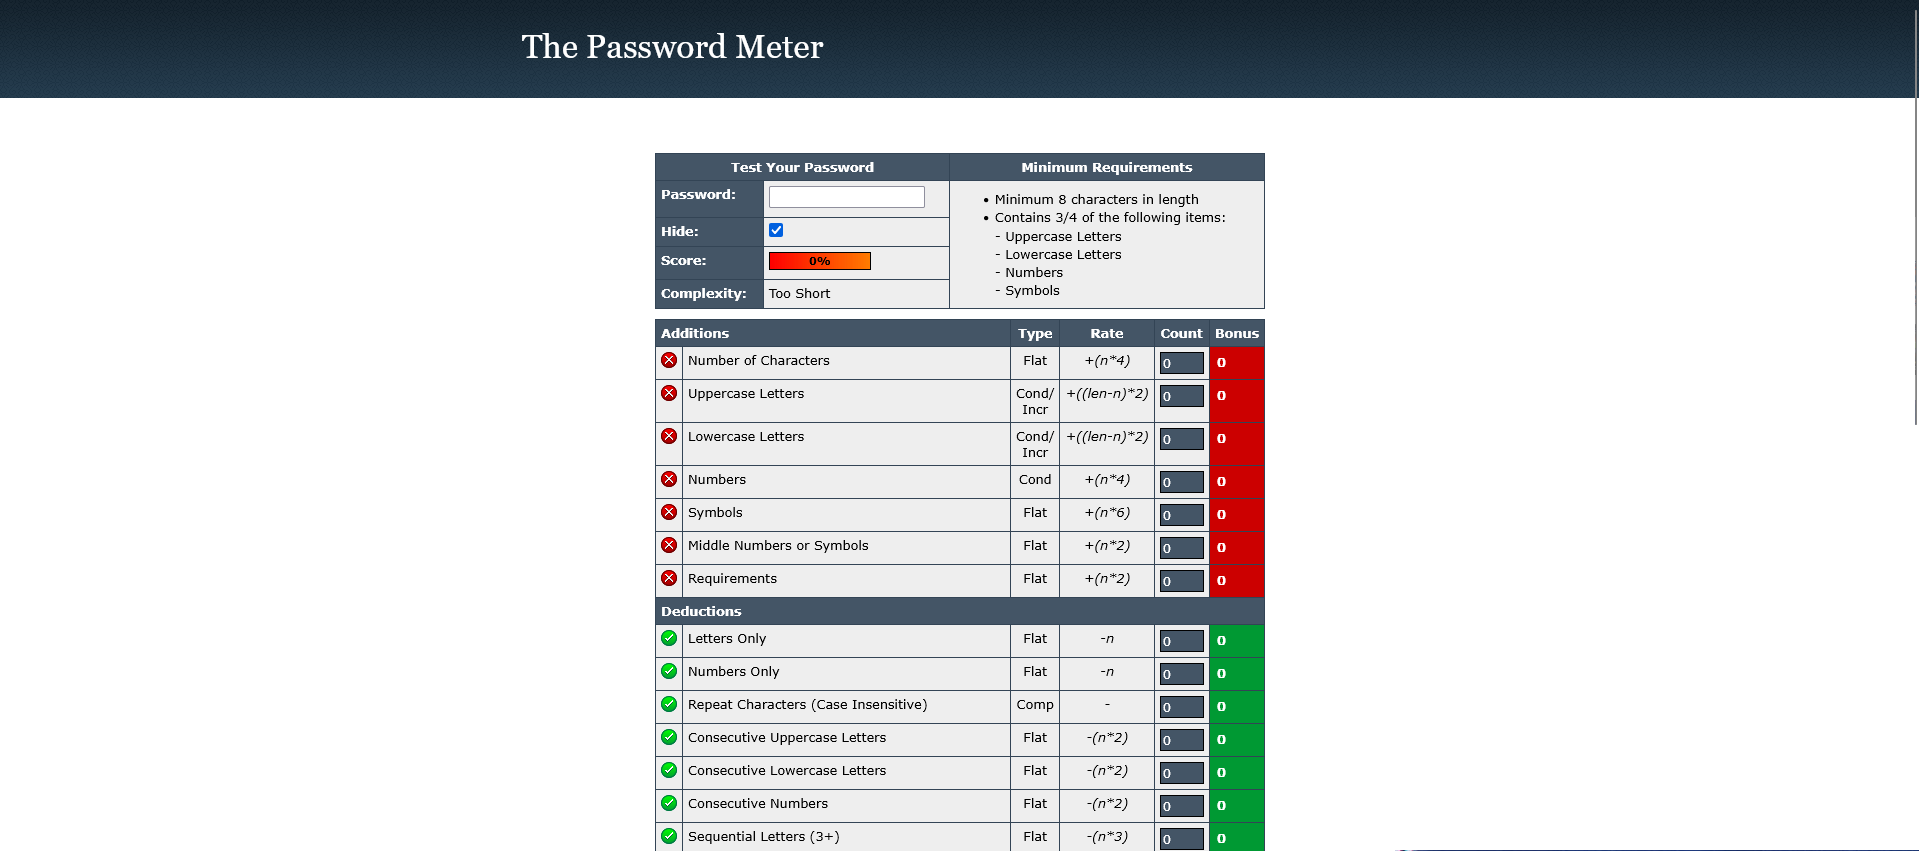 The Password Meter
Test Your Password Minimum Requirements
Password:
Hide:
Score: 0%
Complexity: Too Short
• Minimum 8 characters in length
• Contains 3/4 of the following items:
- Uppercase Letters
- Lowercase Letters
- Numbers
- Symbols
Additions Type Rate Count Bonus
Number of Characters Flat +(n*4) 0 0
Uppercase Letters Cond/ Incr +((len-n)*2) 0 0
Lowercase Letters Cond/ Incr +((len-n)*2) 0 0
Numbers Cond +(n*4) 0 0
Symbols Flat +(n*6) 0 0
Middle Numbers or Symbols Flat +(n*2) 0 0
Requirements Flat +(n*2) 0 0
Deductions
Letters Only Flat -n 0 0
Numbers Only Flat -n 0 0
Repeat Characters (Case Insensitive) Comp - 0 0
Consecutive Uppercase Letters Flat -(n*2) 0 0
Consecutive Lowercase Letters Flat -(n*2) 0 0
Consecutive Numbers Flat -(n*2) 0 0
Sequential Letters (3+) Flat -(n*3) 0 0